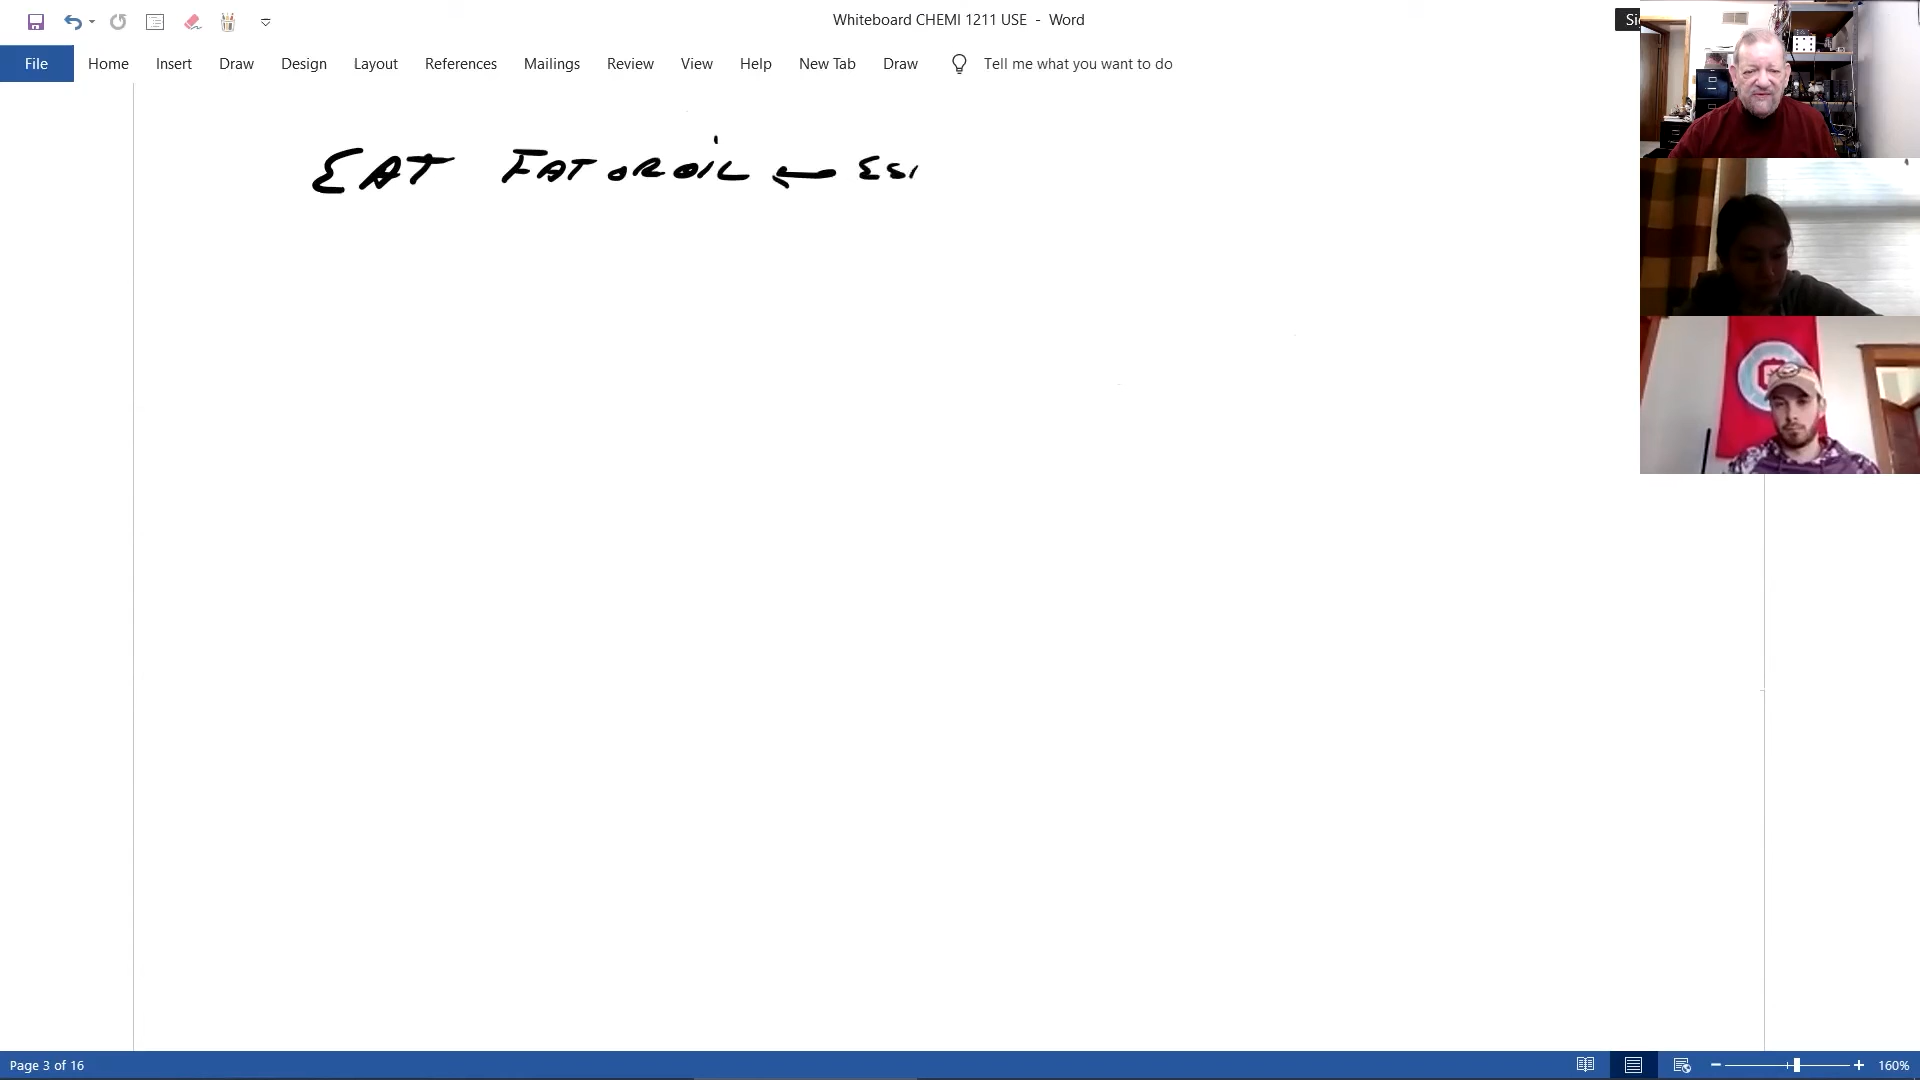 Whiteboard CHEMI 1211 USE - Word
File Home Insert Draw Design Layout References Mailings Review View Help New Tab Draw Tell me what you want to do
EAT FAT OR OIL ←
Page 3 of 16
160%